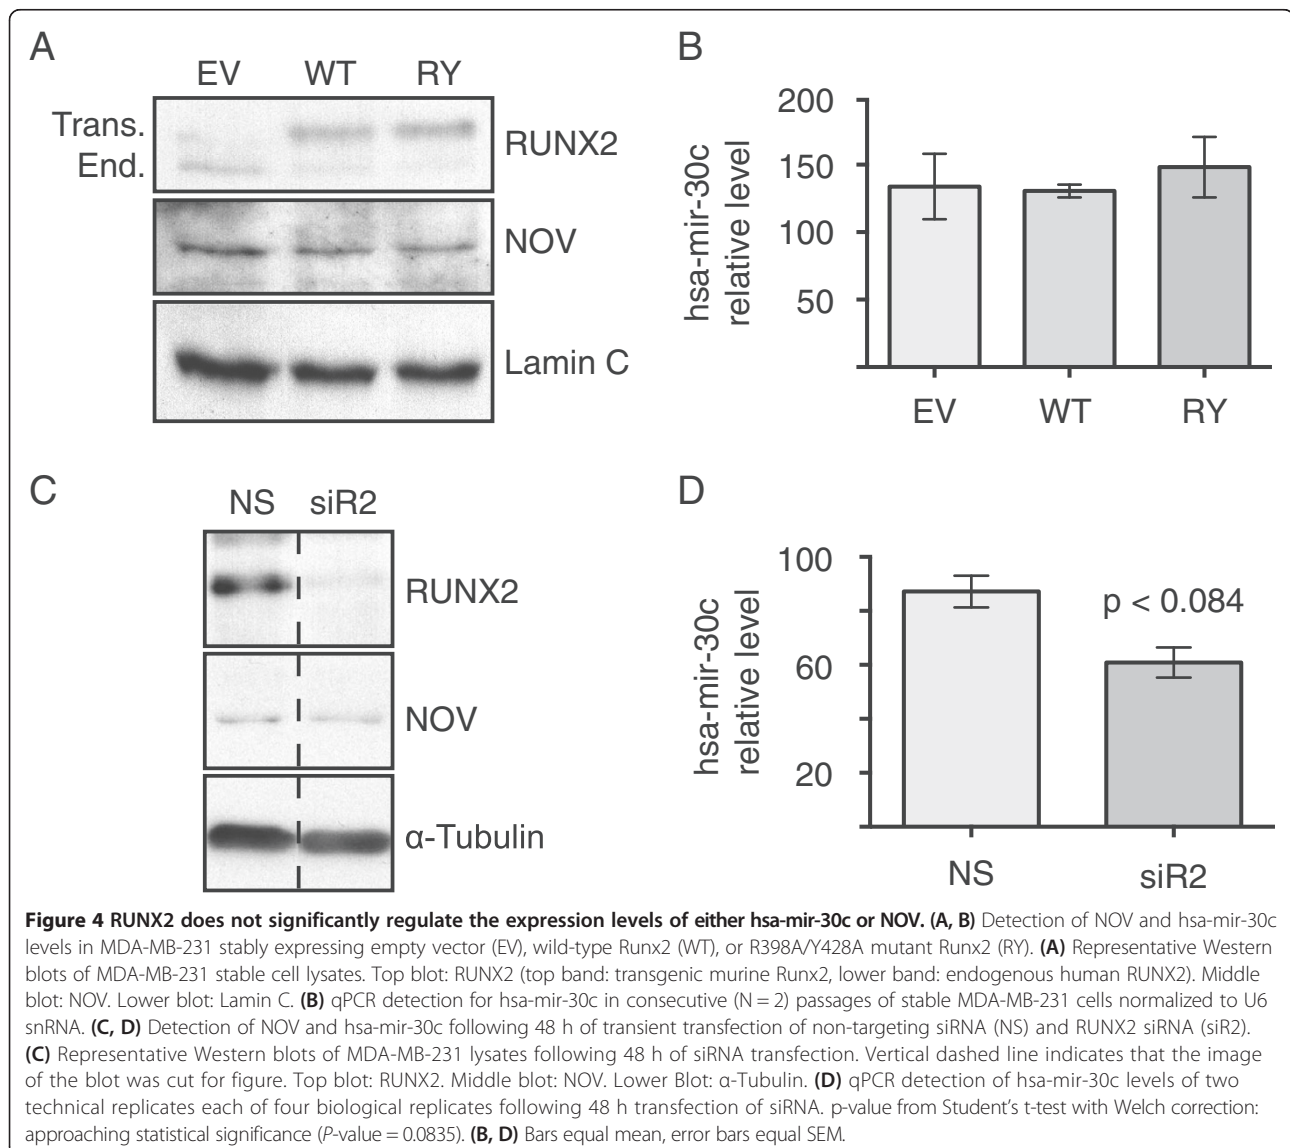 A
EV WT RY
Trans.
End.
RUNX2
NOV
Lamin C
B
hsa-mir-30c
relative level
200
150
100
50
EV WT RY
C
NS siR2
RUNX2
NOV
α-Tubulin
D
hsa-mir-30c
relative level
100
60
20
p < 0.084
NS siR2
Figure 4 RUNX2 does not significantly regulate the expression levels of either hsa-mir-30c or NOV. (A, B) Detection of NOV and hsa-mir-30c
levels in MDA-MB-231 stably expressing empty vector (EV), wild-type Runx2 (WT), or R398A/Y428A mutant Runx2 (RY). (A) Representative Western
blots of MDA-MB-231 stable cell lysates. Top blot: RUNX2 (top band: transgenic murine Runx2, lower band: endogenous human RUNX2). Middle
blot: NOV. Lower blot: Lamin C. (B) qPCR detection for hsa-mir-30c in consecutive (N = 2) passages of stable MDA-MB-231 cells normalized to U6
snRNA. (C, D) Detection of NOV and hsa-mir-30c following 48 h of transient transfection of non-targeting siRNA (NS) and RUNX2 siRNA (siR2).
(C) Representative Western blots of MDA-MB-231 lysates following 48 h of siRNA transfection. Vertical dashed line indicates that the image
of the blot was cut for figure. Top blot: RUNX2. Middle blot: NOV. Lower Blot: α-Tubulin. (D) qPCR detection of hsa-mir-30c levels of two
technical replicates each of four biological replicates following 48 h transfection of siRNA. p-value from Student's t-test with Welch correction:
approaching statistical significance (P-value = 0.0835). (B, D) Bars equal mean, error bars equal SEM.